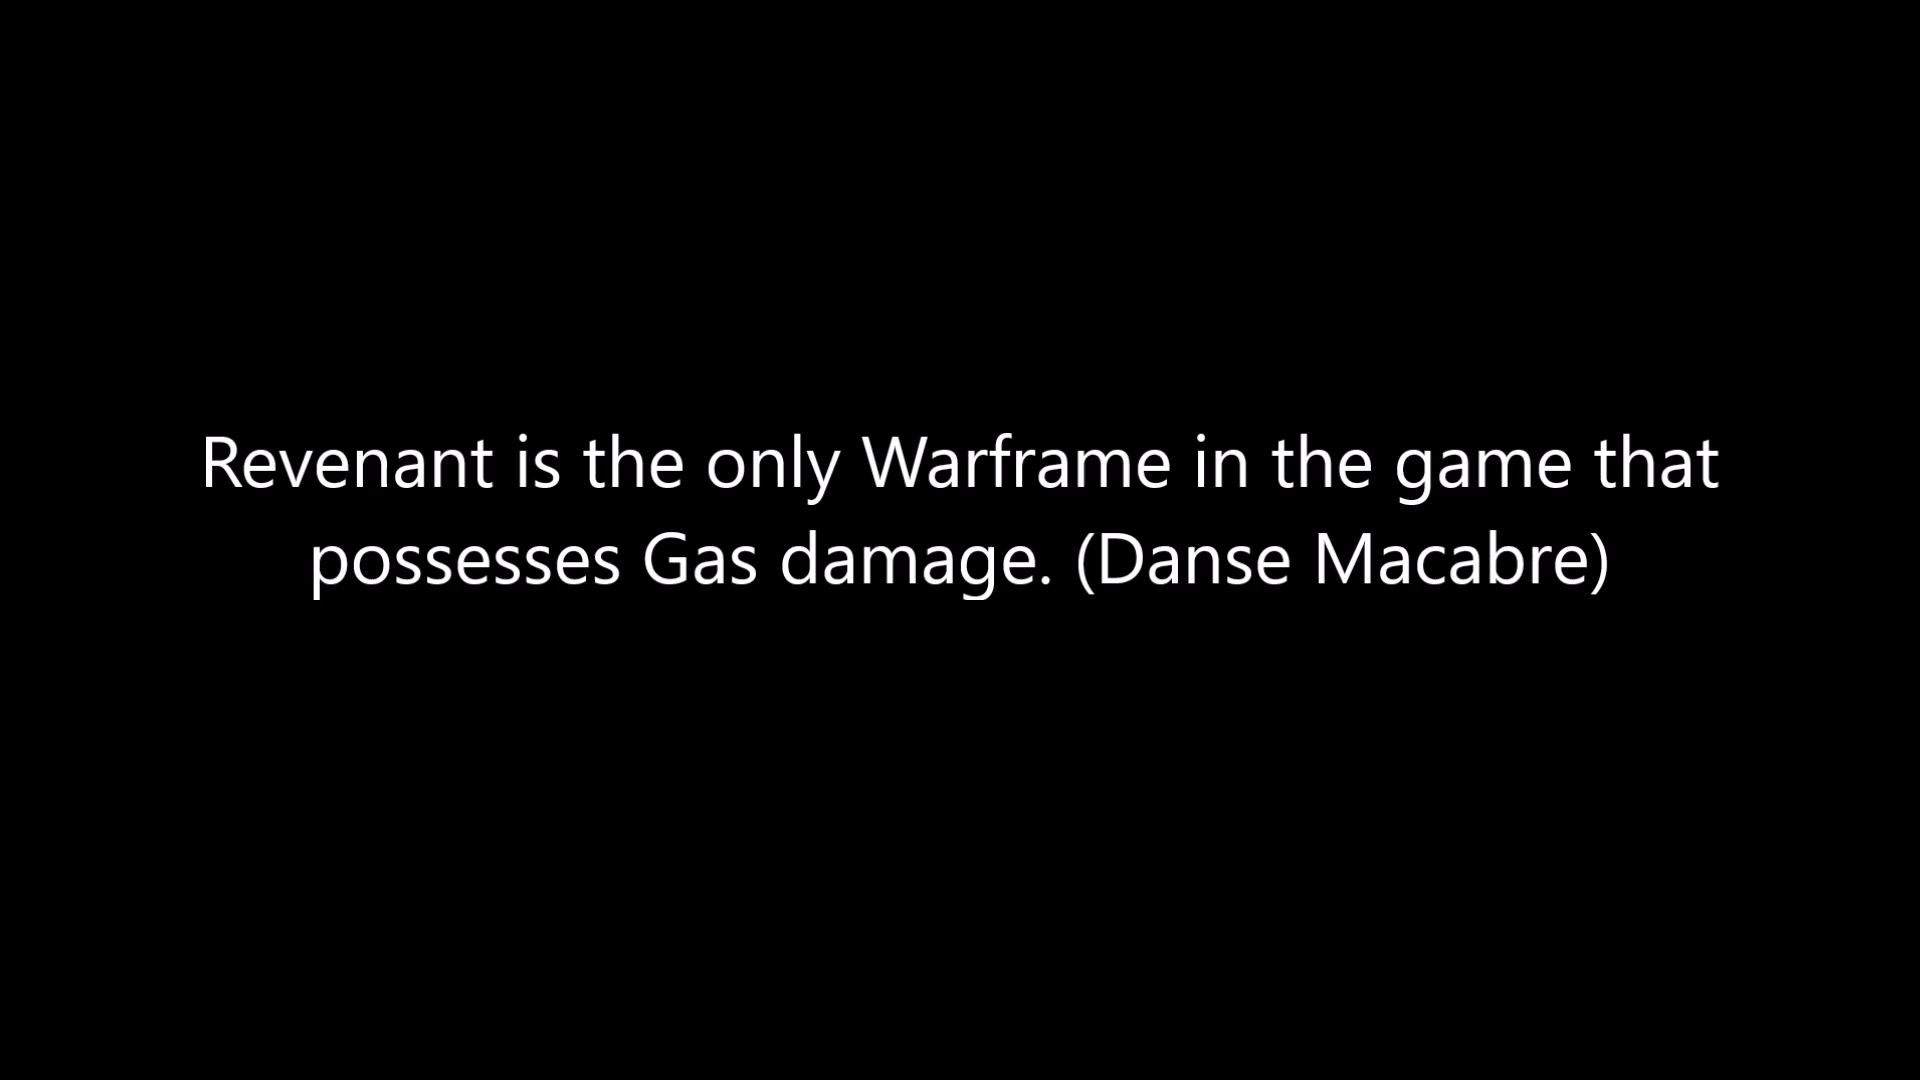 Revenant is the only Warframe in the game that
possesses Gas damage. (Danse Macabre)